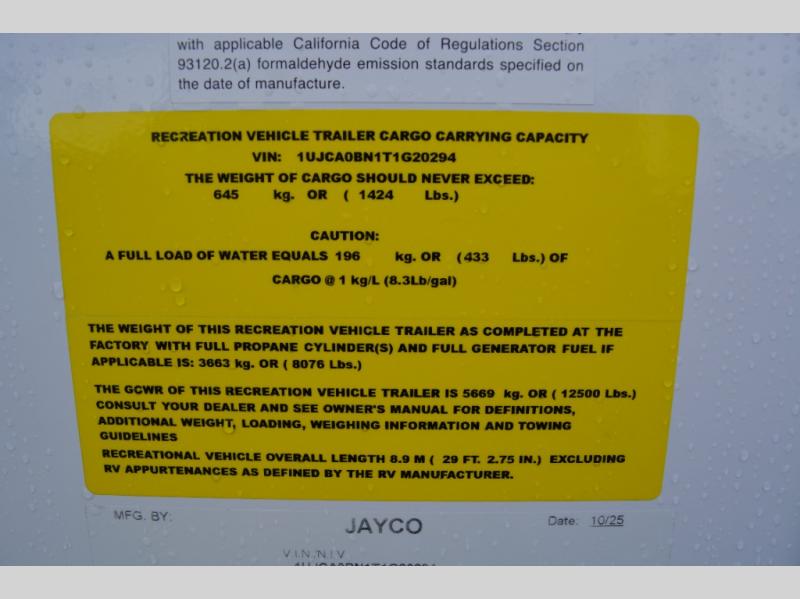 with applicable California Code of Regulations Section
93120.2(a) formaldehyde emission standards specified on
the date of manufacture.
RECREATION VEHICLE TRAILER CARGO CARRYING CAPACITY
VIN: 1UJCA0BN1T1G20294
THE WEIGHT OF CARGO SHOULD NEVER EXCEED:
645 kg. OR ( 1424 Lbs.)
CAUTION:
A FULL LOAD OF WATER EQUALS 196 kg. OR (433 Lbs.) OF
CARGO @ 1 kg/L (8.3Lb/gal)
THE WEIGHT OF THIS RECREATION VEHICLE TRAILER AS COMPLETED AT THE
FACTORY WITH FULL PROPANE CYLINDER(S) AND FULL GENERATOR FUEL IF
APPLICABLE IS: 3663 kg. OR ( 8076 Lbs.)
THE GCWR OF THIS RECREATION VEHICLE TRAILER IS 5669 kg. OR ( 12500 Lbs.)
CONSULT YOUR DEALER AND SEE OWNER'S MANUAL FOR DEFINITIONS,
ADDITIONAL WEIGHT, LOADING, WEIGHING INFORMATION AND TOWING
GUIDELINES
RECREATIONAL VEHICLE OVERALL LENGTH 8.9 M ( 29 FT. 2.75 IN.) EXCLUDING
RV APPURTENANCES AS DEFINED BY THE RV MANUFACTURER.
MFG. BY: JAYCO Date: 10/25
V.I.N./N.I.V